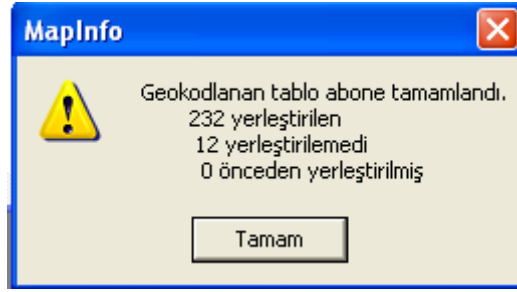 MapInfo
Geokodlanan tablo abone tamamlandı.
232 yerleştirilen
12 yerleştirilemedi
0 önceden yerleştirilmiş
Tamam